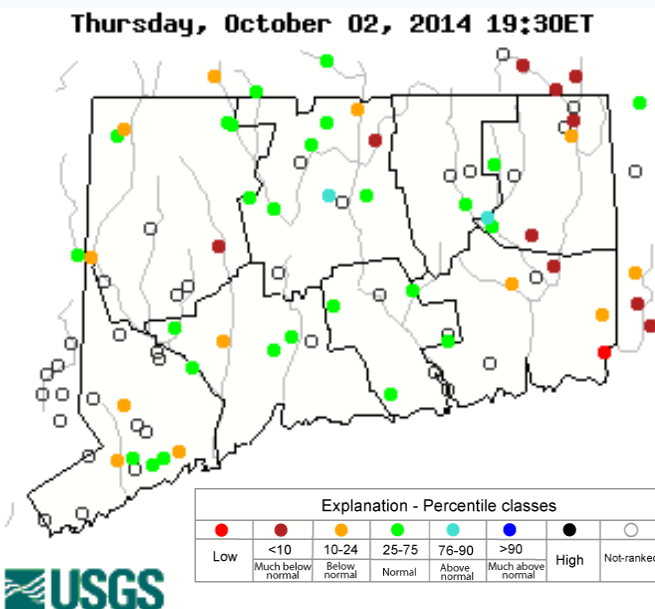 Thursday, October 02, 2014 19:30ET
Explanation - Percentile classes
Low
<10
10-24
25-75
76-90
>90
High
Not-ranked
Much below normal
Below normal
Normal
Above normal
Much above normal
USGS